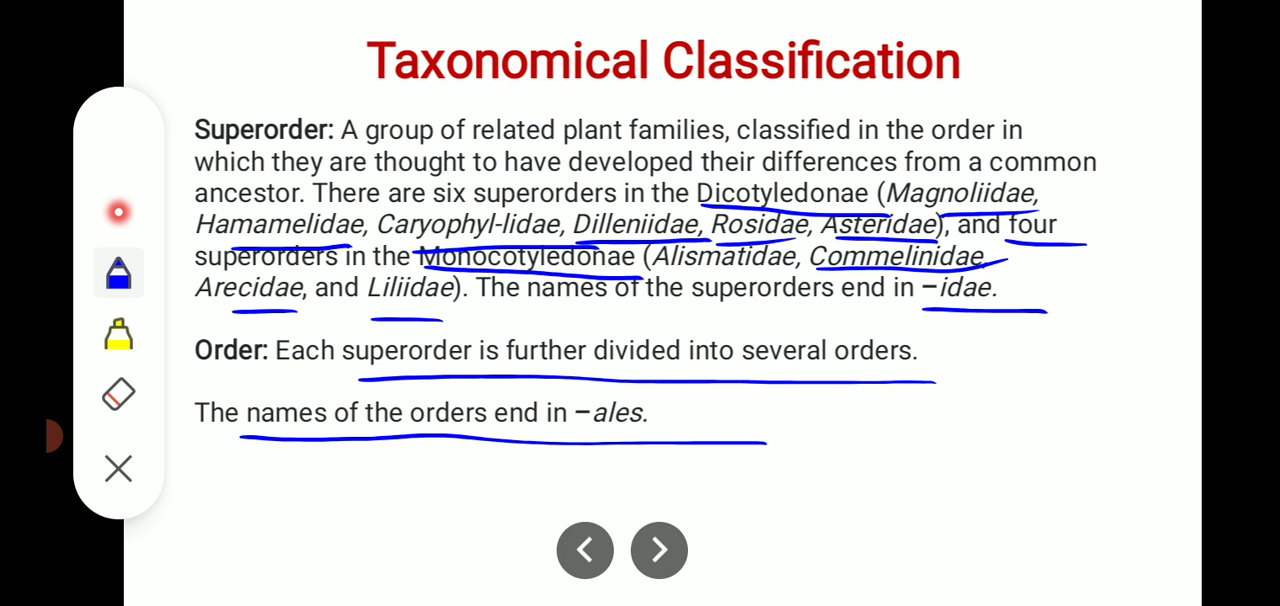 Taxonomical Classification
Superorder: A group of related plant families, classified in the order in
which they are thought to have developed their differences from a common
ancestor. There are six superorders in the Dicotyledonae (Magnoliidae,
Hamamelidae, Caryophyl-lidae, Dilleniidae, Rosidae, Asteridae), and four
superorders in the Monocotyledonae (Alismatidae, Commelinidae,
Arecidae, and Liliidae). The names of the superorders end in –idae.
Order: Each superorder is further divided into several orders.
The names of the orders end in –ales.